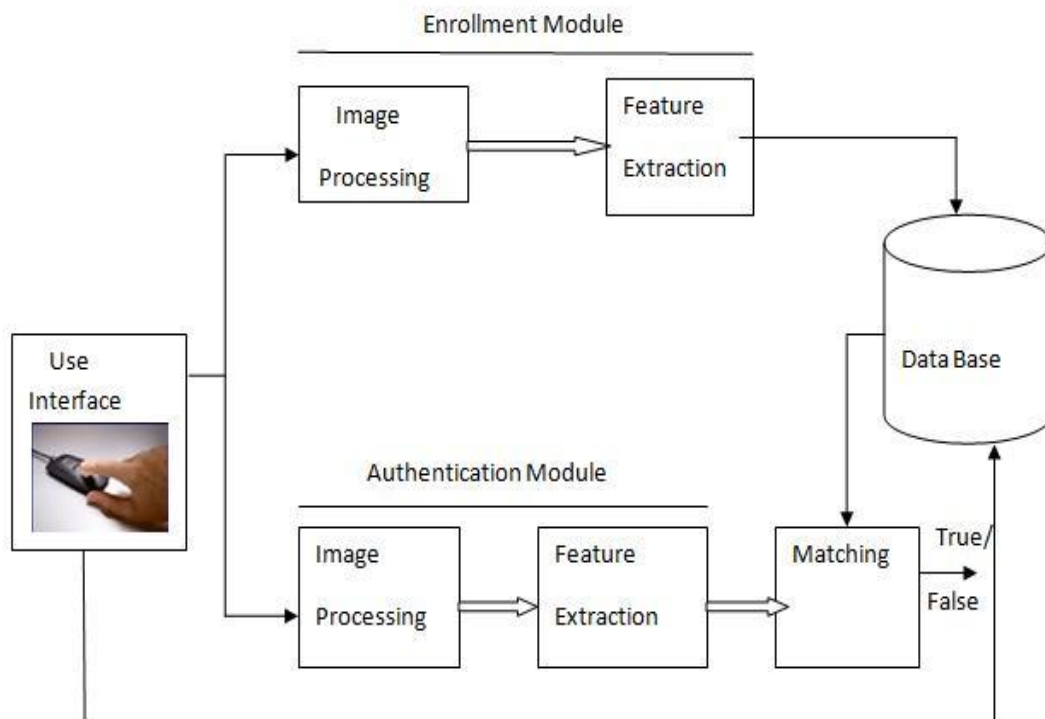 Enrollment Module
Image
Processing
Feature
Extraction
Use
Interface
Data Base
Authentication Module
Image
Processing
Feature
Extraction
Matching
True/
False